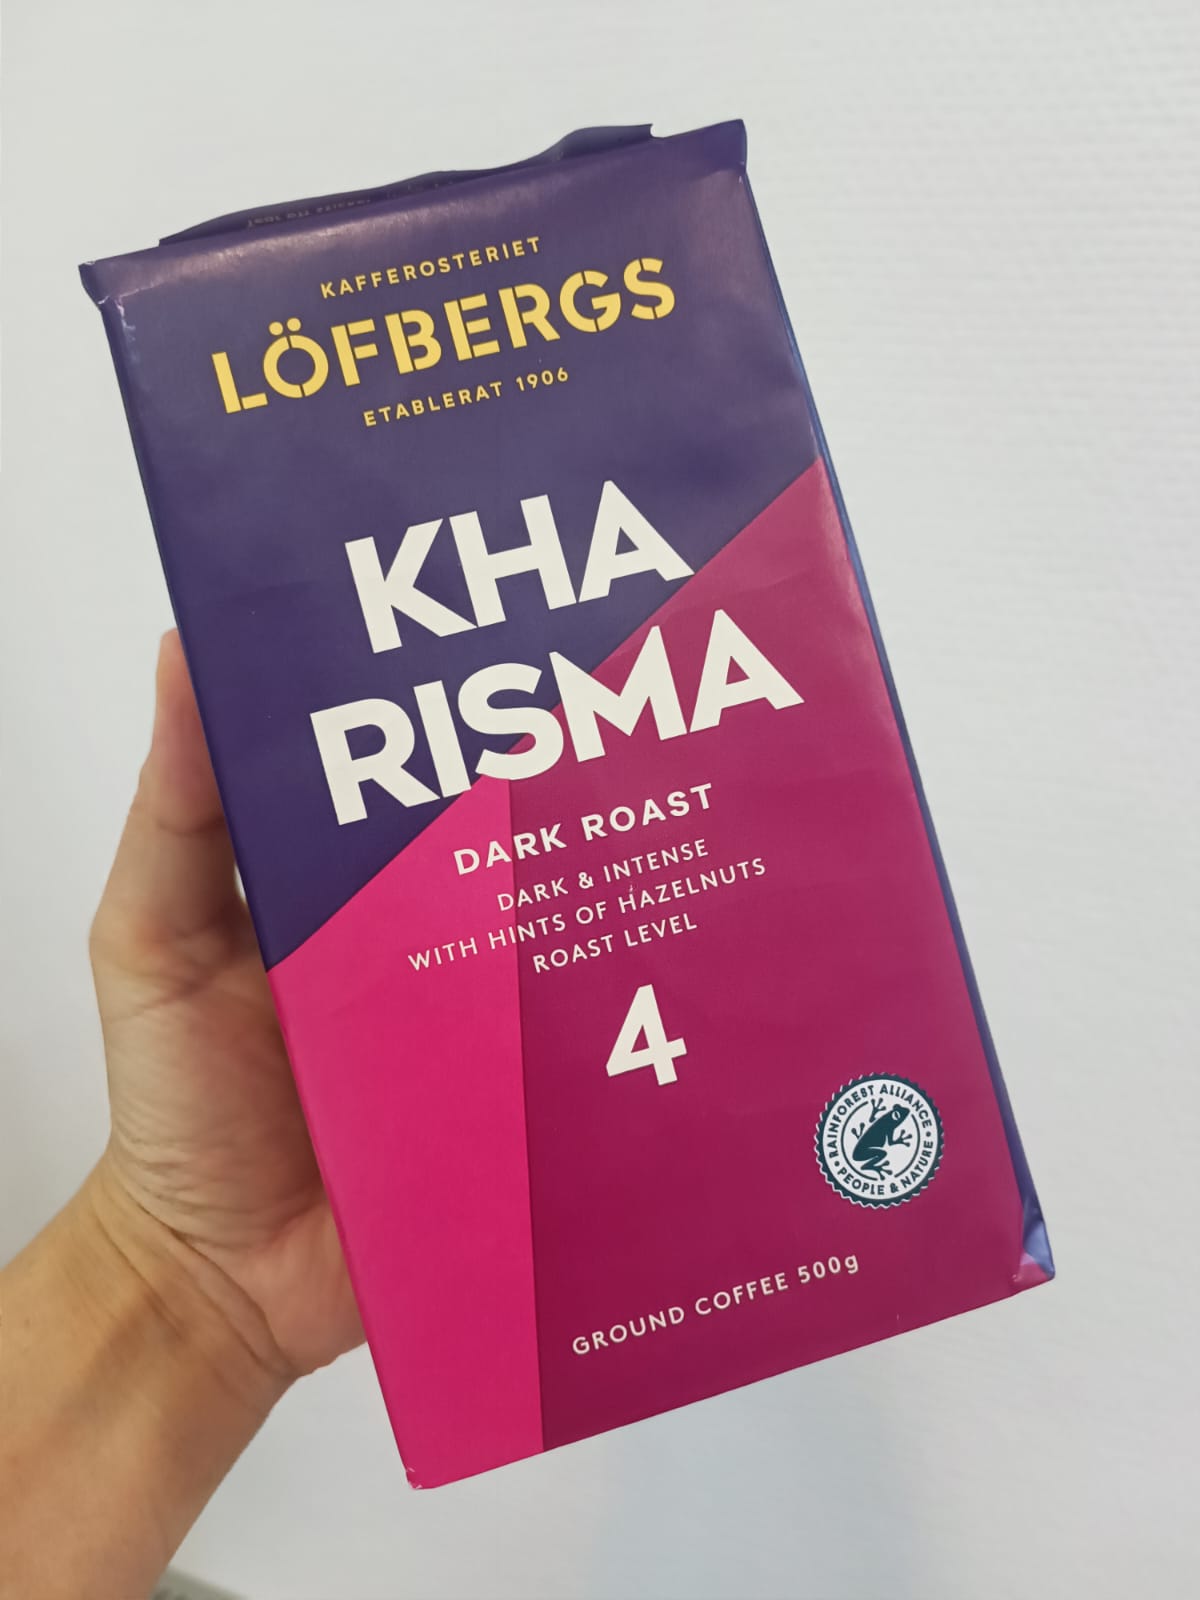 KAFFEROSTERIET
LÖFBERGS
ETABLERAT 1906
KHA
RISMA
DARK ROAST
DARK & INTENSE
WITH HINTS OF HAZELNUTS
ROAST LEVEL
4
RAINFOREST ALLIANCE
PEOPLE & NATURE
GROUND COFFEE 500g